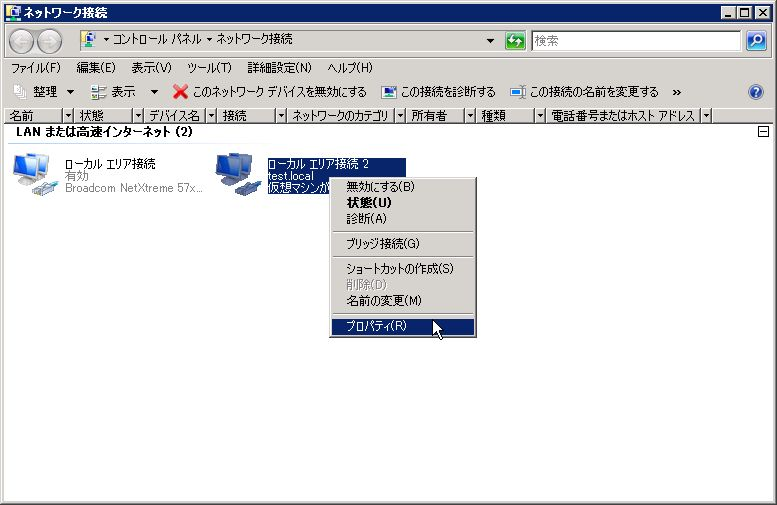 ネットワーク接続
コントロール パネル ネットワーク接続
検索
ファイル(F) 編集(E) 表示(V) ツール(T) 詳細設定(N) ヘルプ(H)
整理 表示 このネットワーク デバイスを無効にする この接続を診断する この接続の名前を変更する »
名前 状態 デバイス名 接続 ネットワークのカテゴリ 所有者 種類 電話番号またはホスト アドレス
LAN または高速インターネット (2)
ローカル エリア接続
有効
Broadcom NetXtreme 57x...
ローカル エリア接続 2
test.local
仮想マシンが
無効にする(B)
状態(U)
診断(A)
ブリッジ接続(G)
ショートカットの作成(S)
削除(D)
名前の変更(M)
プロパティ(R)